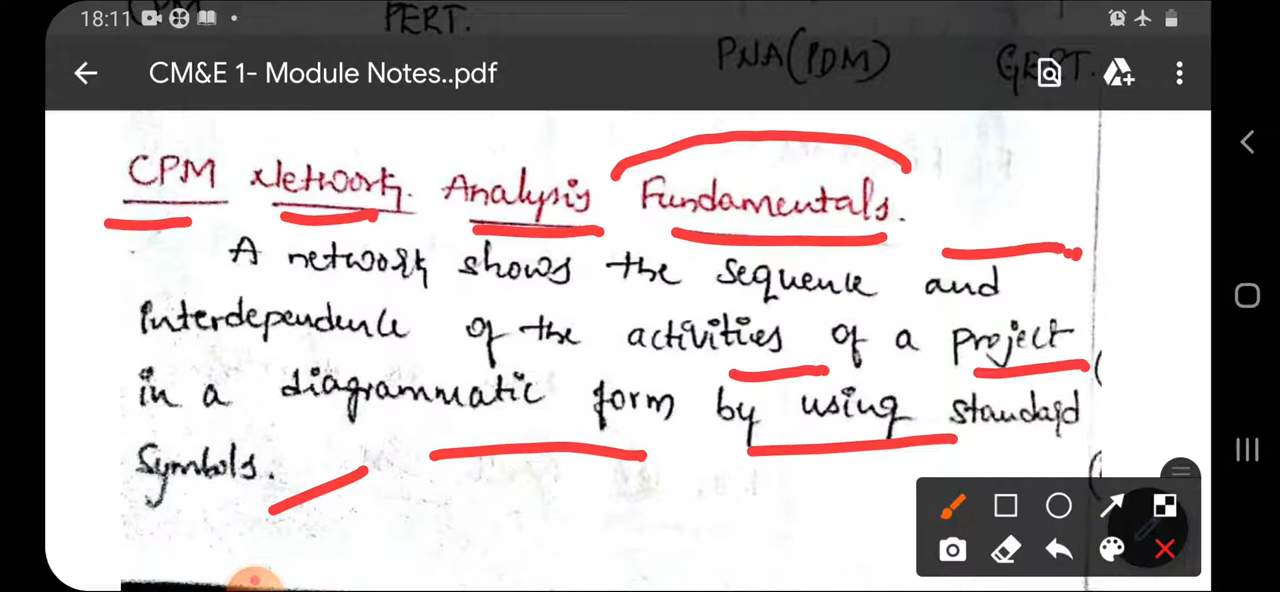 18:11
PERT.
PNA(PDM)
GERT.
CM&E 1- Module Notes..pdf
CPM Network Analysis Fundamentals.
A network shows the sequence and
interdependence of the activities of a project
in a diagrammatic form by using standard
Symbols.